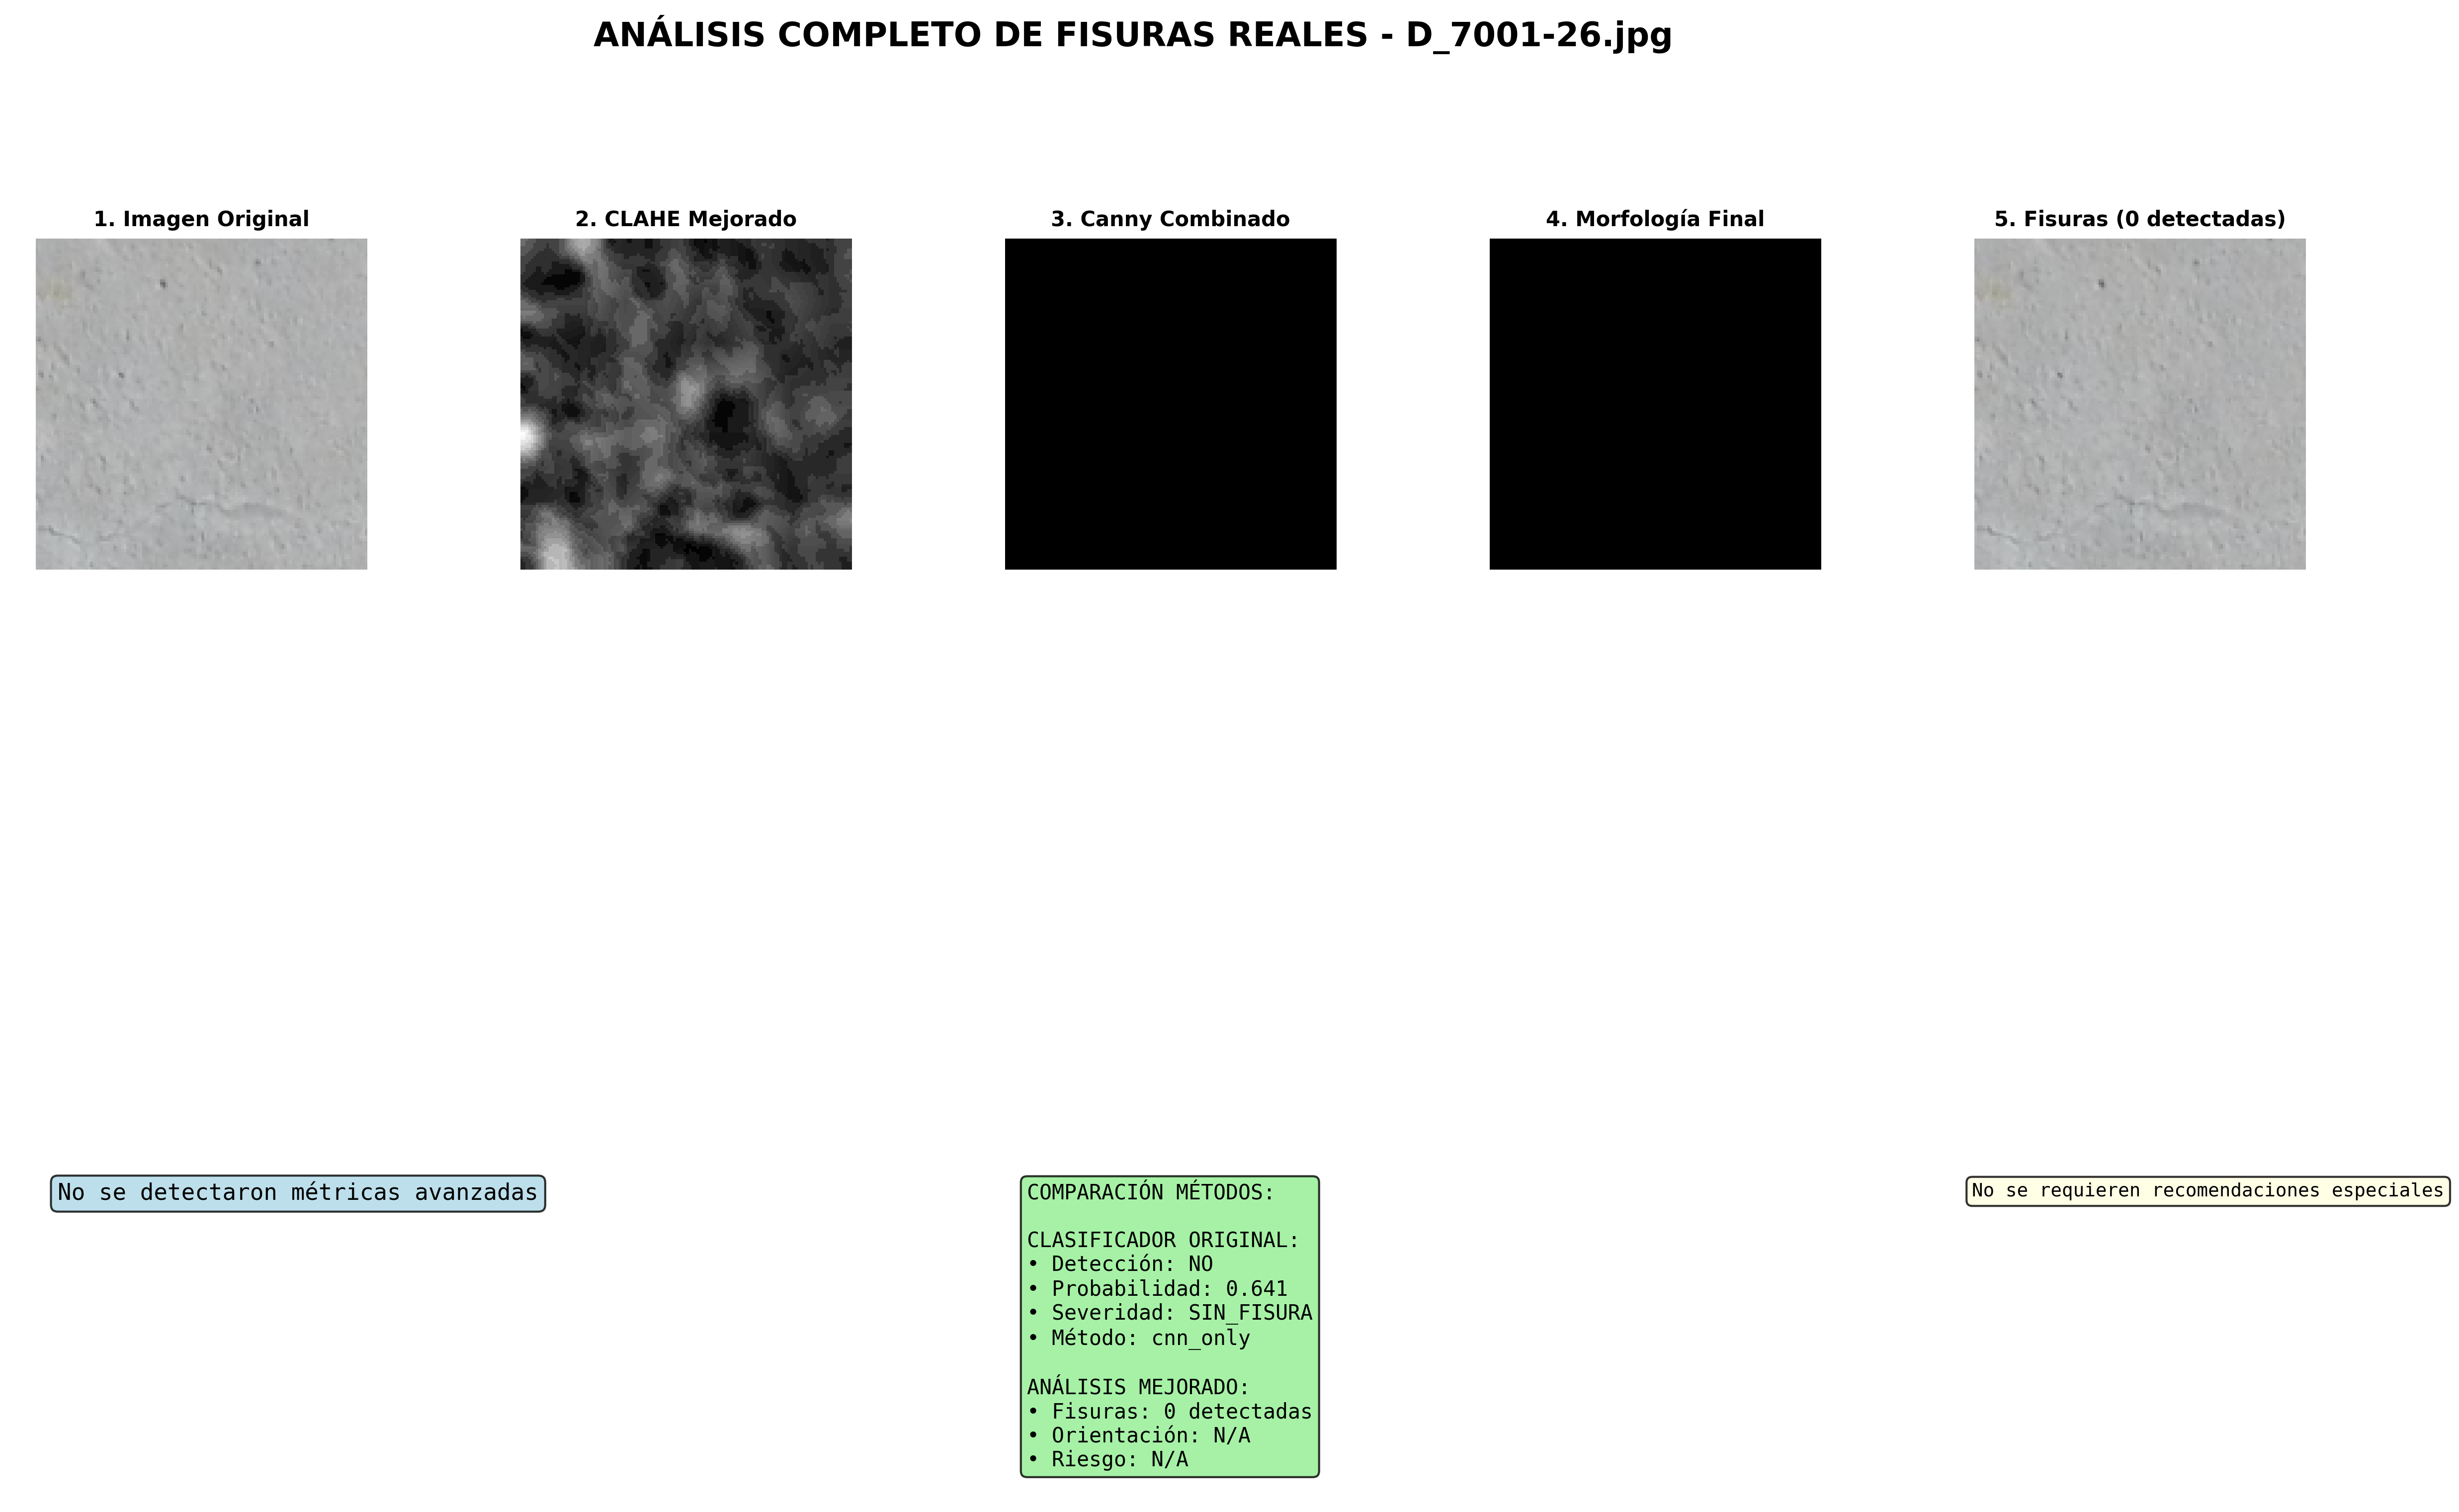 ANÁLISIS COMPLETO DE FISURAS REALES - D_7001-26.jpg
1. Imagen Original
2. CLAHE Mejorado
3. Canny Combinado
4. Morfología Final
5. Fisuras (0 detectadas)
No se detectaron métricas avanzadas
COMPARACIÓN MÉTODOS:
CLASIFICADOR ORIGINAL:
• Detección: NO
• Probabilidad: 0.641
• Severidad: SIN_FISURA
• Método: cnn_only
ANÁLISIS MEJORADO:
• Fisuras: 0 detectadas
• Orientación: N/A
• Riesgo: N/A
No se requieren recomendaciones especiales